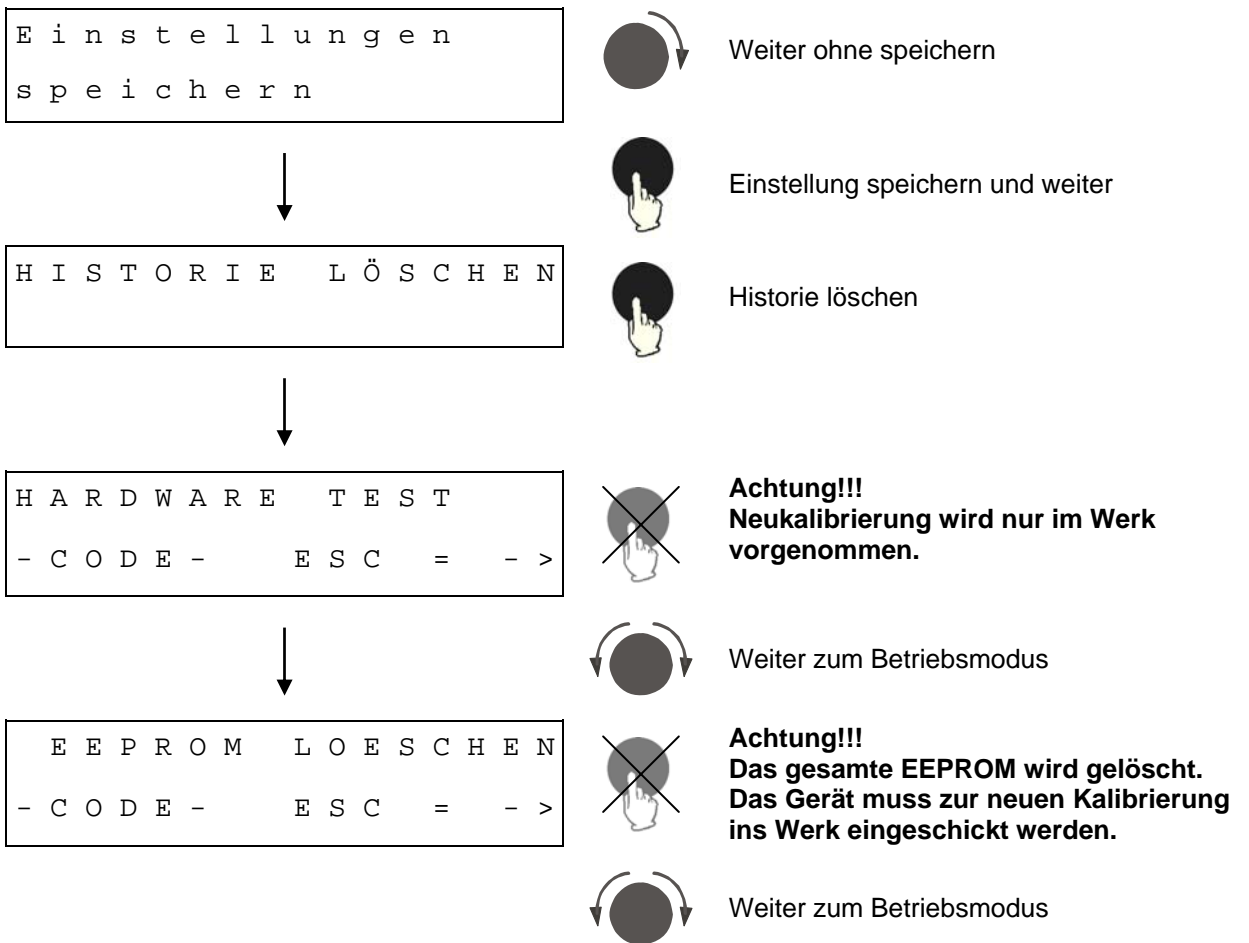 Einstellungen
speichern
Weiter ohne speichern
Einstellung speichern und weiter
HISTORIE LÖSCHEN
Historie löschen
HARDWARE TEST
-CODE- ESC = ->
Achtung!!!
Neukalibrierung wird nur im Werk
vorgenommen.
Weiter zum Betriebsmodus
EEPROM LOESCHEN
-CODE- ESC = ->
Achtung!!!
Das gesamte EEPROM wird gelöscht.
Das Gerät muss zur neuen Kalibrierung
ins Werk eingeschickt werden.
Weiter zum Betriebsmodus